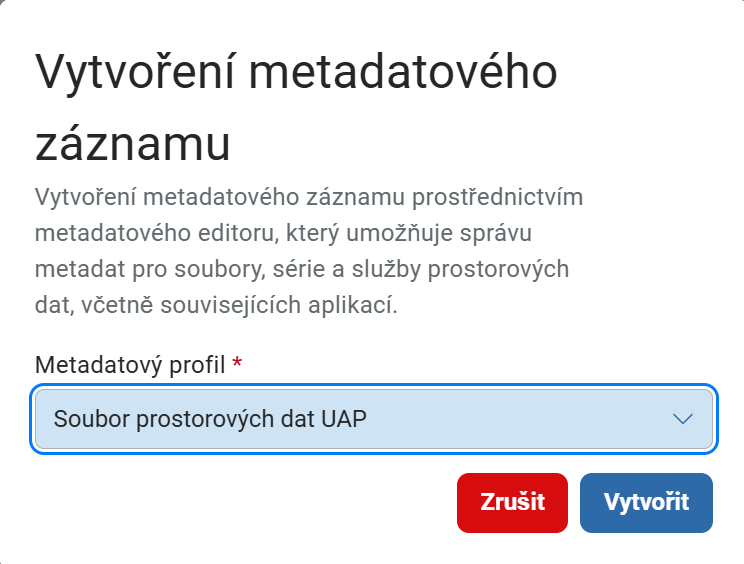 Vytvoření metadatového
záznamu
Vytvoření metadatového záznamu prostřednictvím
metadatového editoru, který umožňuje správu
metadat pro soubory, série a služby prostorových
dat, včetně souvisejících aplikací.
Metadatový profil *
Soubor prostorových dat UAP
Zrušit Vytvořit